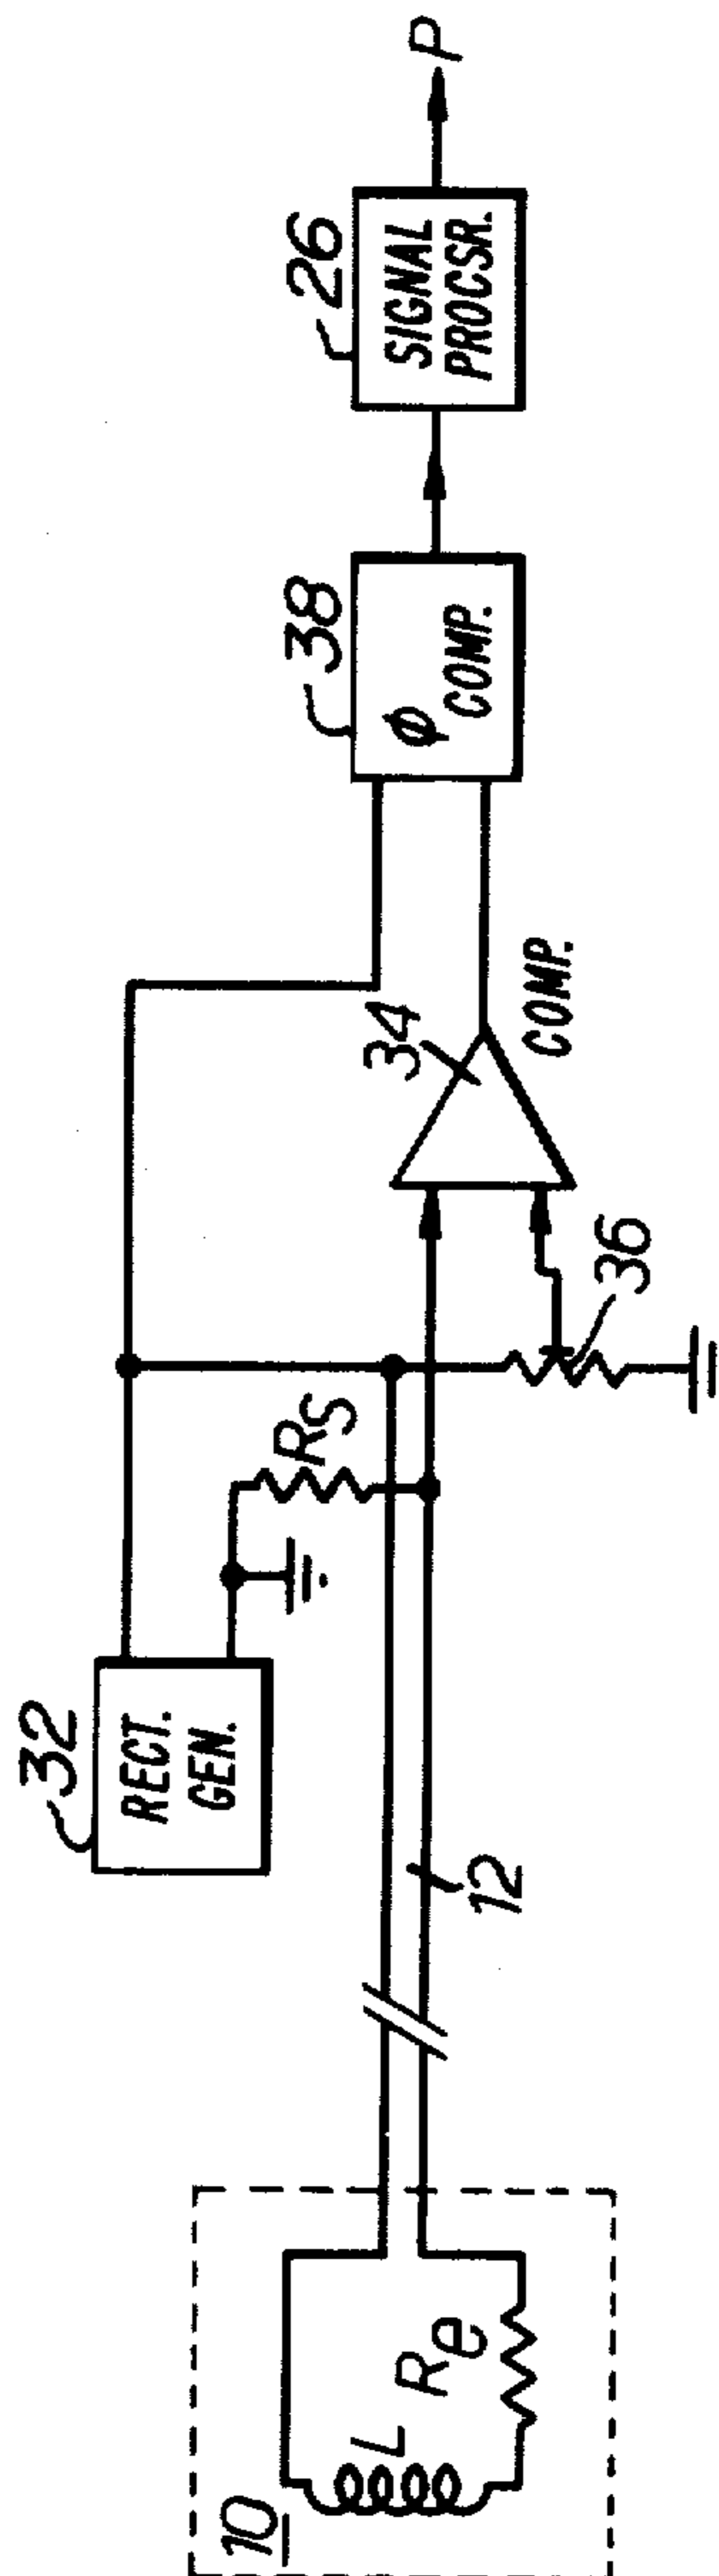 10
L
Re
12
32
RECT.
GEN.
RS
36
34
COMP.
38
Φ
COMP.
26
SIGNAL
PROCSR.
P